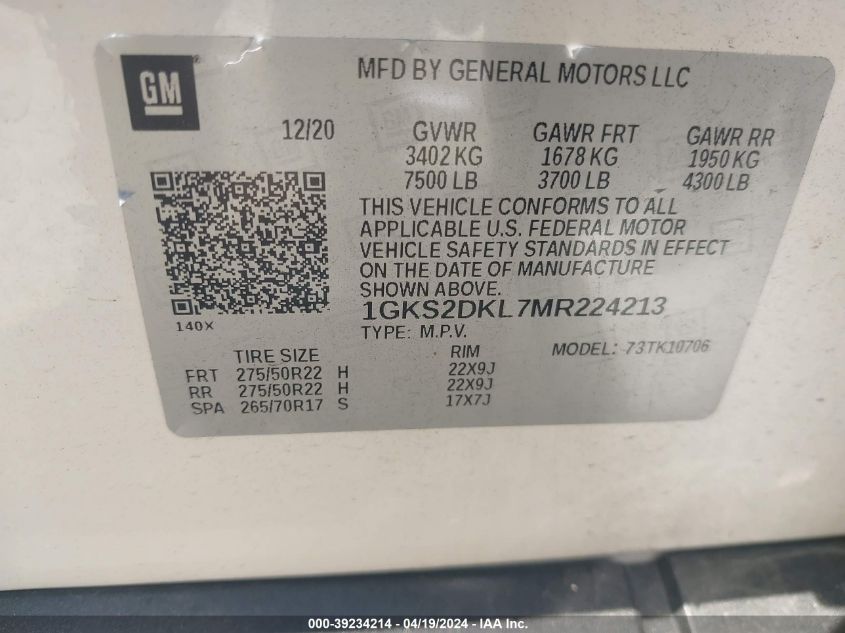 GM ®
MFD BY GENERAL MOTORS LLC
12/20 GVWR GAWR FRT GAWR RR
3402 KG 1678 KG 1950 KG
7500 LB 3700 LB 4300 LB
THIS VEHICLE CONFORMS TO ALL
APPLICABLE U.S. FEDERAL MOTOR
VEHICLE SAFETY STANDARDS IN EFFECT
ON THE DATE OF MANUFACTURE
SHOWN ABOVE.
140X
1GKS2DKL7MR224213
TYPE: M.P.V. MODEL: 73TK10706
TIRE SIZE RIM
FRT 275/50R22 H 22X9J
RR 275/50R22 H 22X9J
SPA 265/70R17 S 17X7J
000-39234214 - 04/19/2024 - IAA Inc.